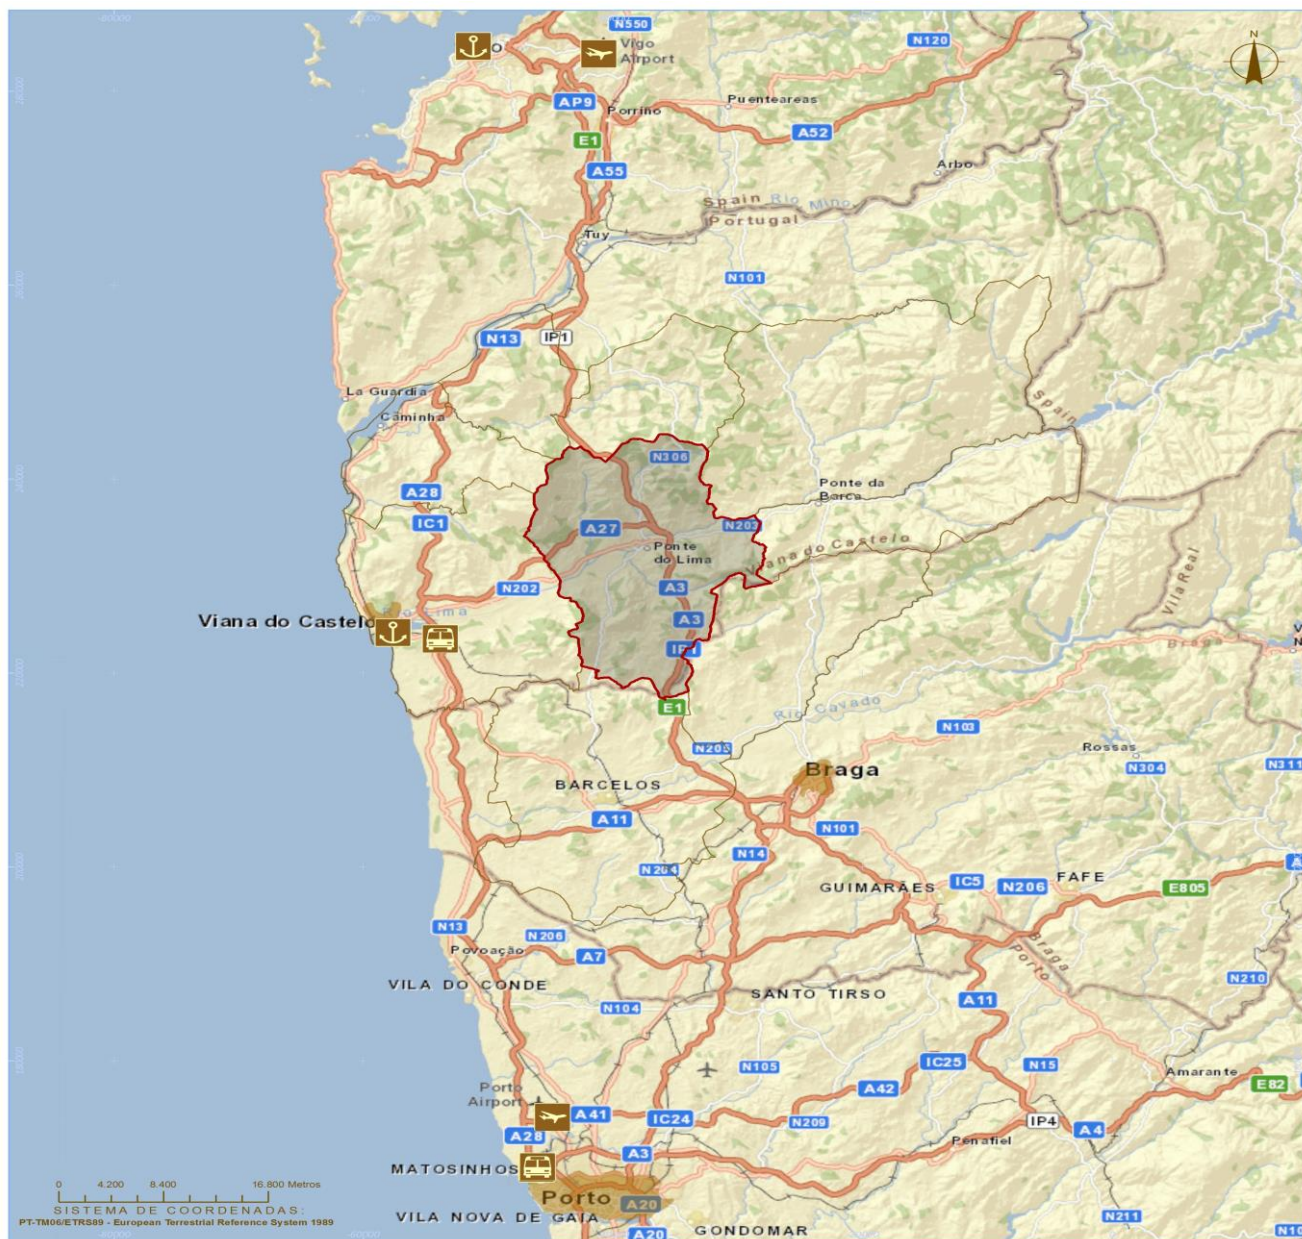 N550
Vigo
Airport
N120
AP9
Porriño
Puenteareas
A52
E1
A55
Arbo
Spain Rio Mino
Portugal
Tuy
N101
N13
IP1
La Guardia
Caminha
Spain
N306
A28
Ponte da
Barca
IC1
A27
N203
Ponte
do Lima
Viana do Castelo
N202
A3
Vila Real
Viana do Castelo
Rio Lima
A3
IP1
Braga
E1
Rio Cavado
N103
N205
Rossas
N304
N311
Braga
BARCELOS
A11
N101
N14
N204
GUIMARÃES
IC5
N206
FAFE
E805
N13
N206
Povoação
A7
Braga
Porto
N210
VILA DO CONDE
SANTO TIRSO
A11
N104
N105
IC25
N15
Amarante
E82
Porto
Airport
A42
A41
IC24
N209
IP4
A28
A4
Penafiel
A3
MATOSINHOS
Porto
A20
VILA NOVA DE GAIA
GONDOMAR
A20
N211
0 4.200 8.400 16.800 Metros
SISTEMA DE COORDENADAS:
PT-TM06/ETRS89 - European Terrestrial Reference System 1989
N